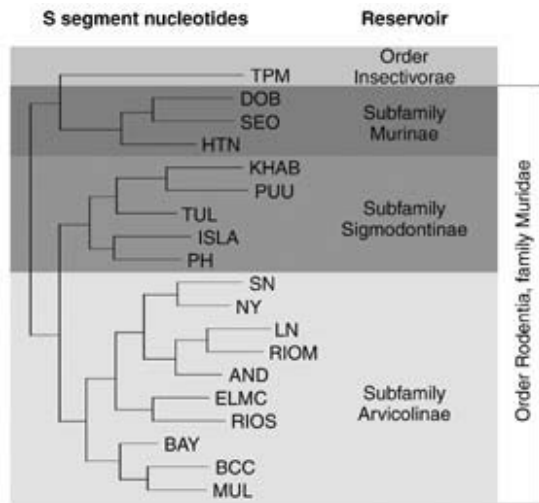 S segment nucleotides
Reservoir
TPM
Order
Insectivorae
DOB
SEO
HTN
Subfamily
Murinae
KHAB
PUU
TUL
ISLA
PH
Subfamily
Sigmodontinae
SN
NY
LN
RIOM
AND
ELMC
RIOS
BAY
BCC
MUL
Subfamily
Arvicolinae
Order Rodentia, family Muridae